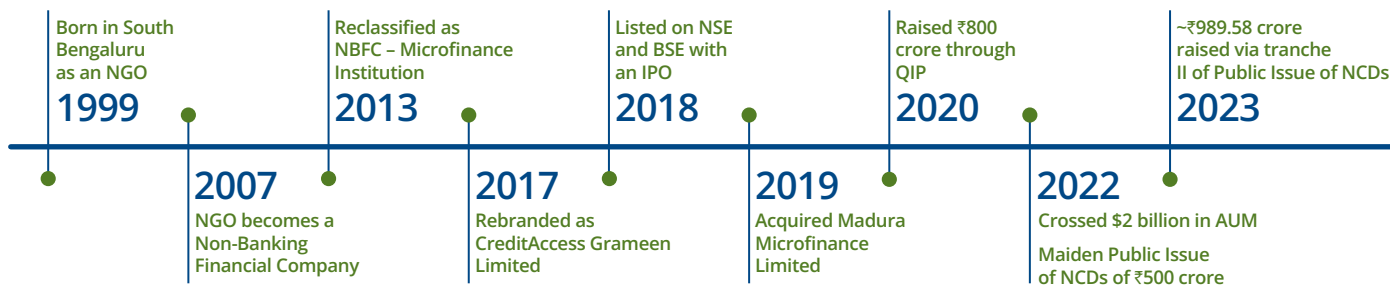 Born in South
Bengaluru
as an NGO
1999
2007
NGO becomes a
Non-Banking
Financial Company
Reclassified as
NBFC – Microfinance
Institution
2013
2017
Rebranded as
CreditAccess Grameen
Limited
Listed on NSE
and BSE with
an IPO
2018
2019
Acquired Madura
Microfinance
Limited
Raised ₹800
crore through
QIP
2020
2022
Crossed $2 billion in AUM
Maiden Public Issue
of NCDs of ₹500 crore
~₹989.58 crore
raised via tranche
II of Public Issue of NCDs
2023